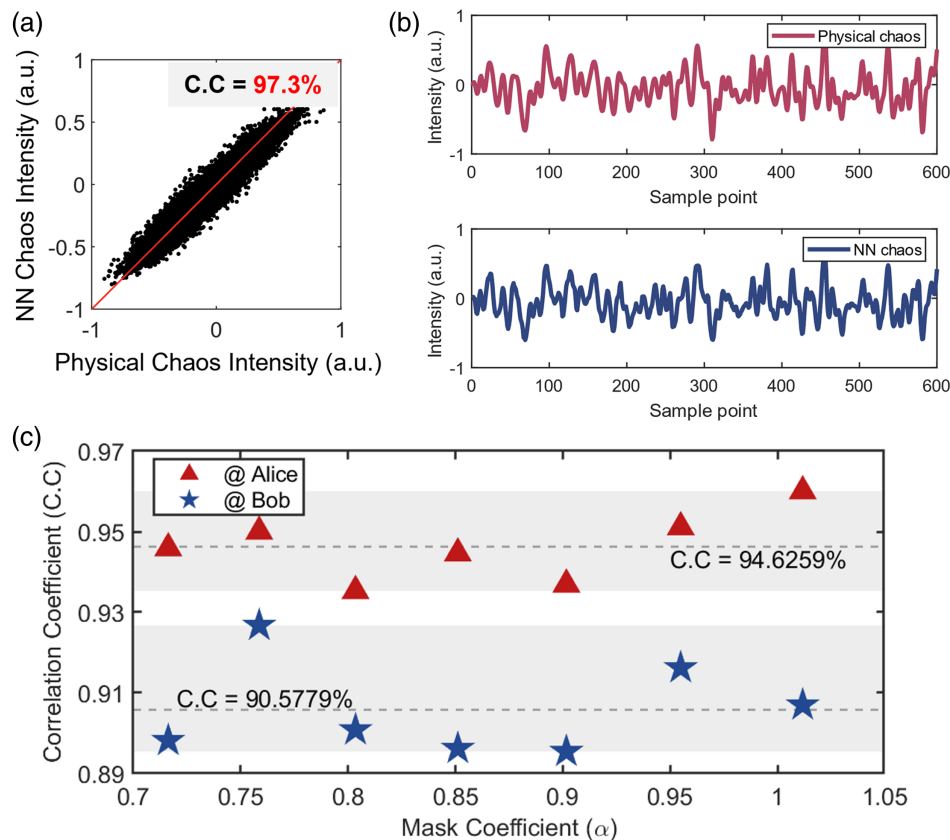 (a)
NN Chaos Intensity (a.u.)
1
0.5
0
-0.5
-1
C.C = 97.3%
-1
0
1
Physical Chaos Intensity (a.u.)
(b)
Intensity (a.u.)
1
0
-1
Physical chaos
0
100
200
300
400
500
600
Sample point
Intensity (a.u.)
1
0
-1
NN chaos
0
100
200
300
400
500
600
Sample point
(c)
Correlation Coefficient (C.C)
0.97
0.95
0.93
0.91
0.89
@ Alice
@ Bob
C.C = 94.6259%
C.C = 90.5779%
0.7
0.75
0.8
0.85
0.9
0.95
1
1.05
Mask Coefficient (α)